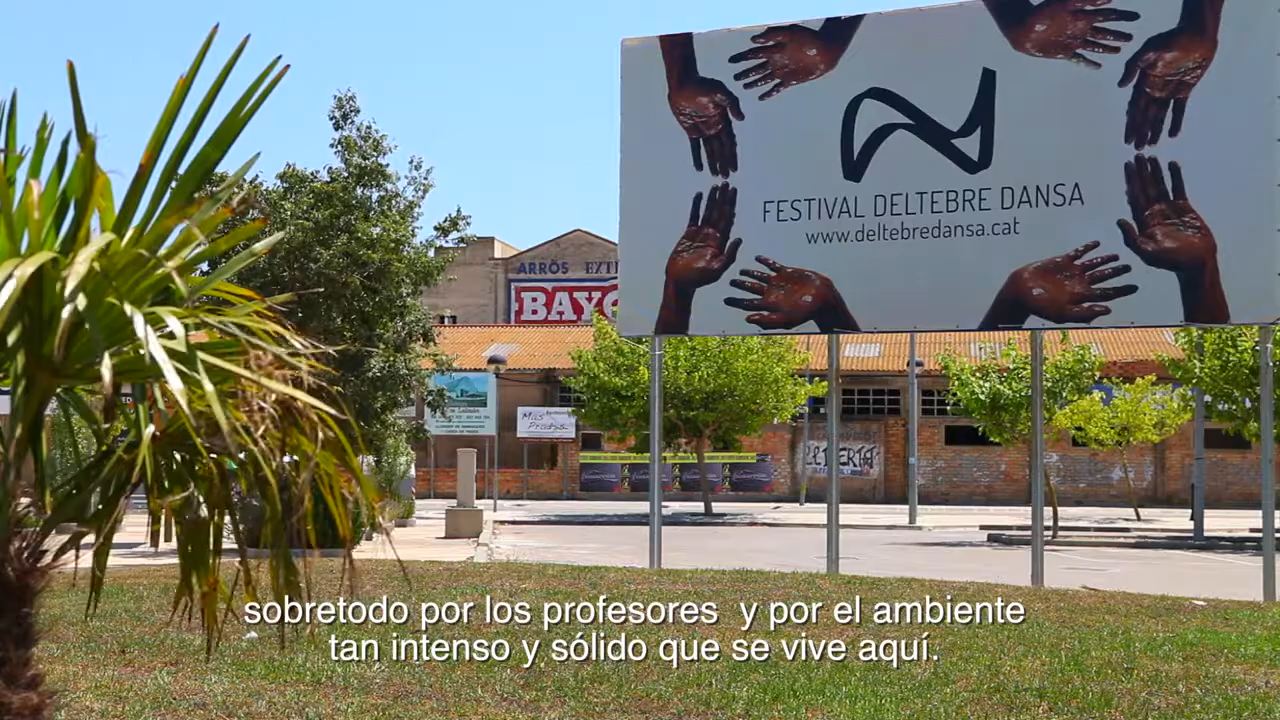 FESTIVAL DELTEBRE DANSA
www.deltebredansa.cat
ARRÒS EXT
BAYO
Mas
Prades
sobretodo por los profesores y por el ambiente
tan intenso y sólido que se vive aquí.